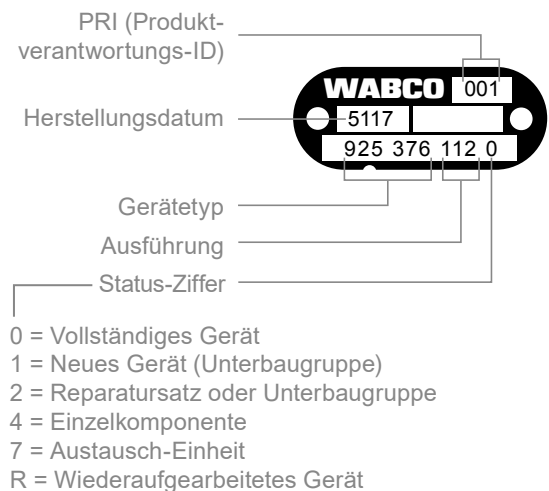 PRI (Produkt-
verantwortungs-ID)
WABCO 001
Herstellungsdatum
5117
925 376 112 0
Gerätetyp
Ausführung
Status-Ziffer
0 = Vollständiges Gerät
1 = Neues Gerät (Unterbaugruppe)
2 = Reparatursatz oder Unterbaugruppe
4 = Einzelkomponente
7 = Austausch-Einheit
R = Wiederaufgearbeitetes Gerät